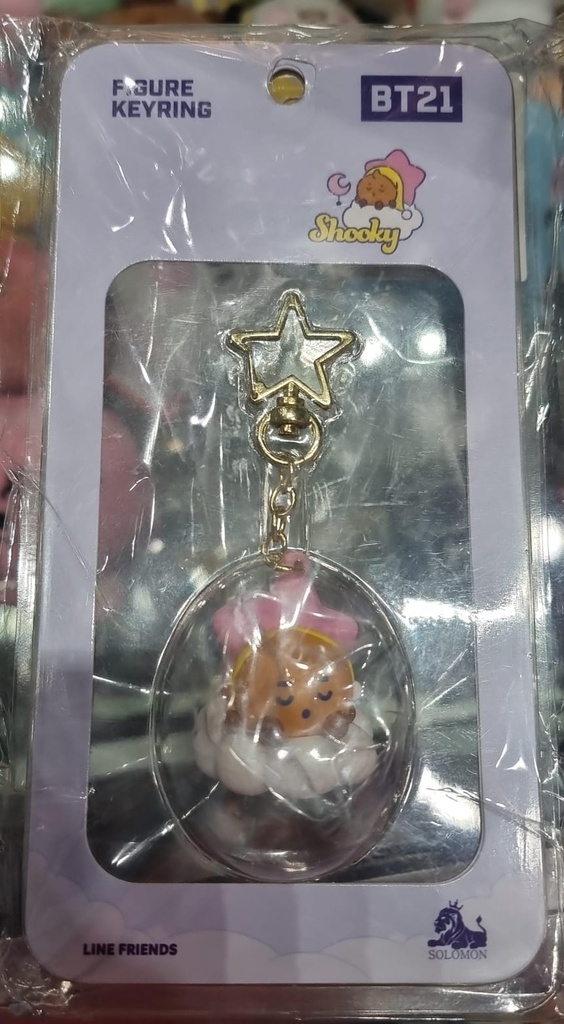 FIGURE
KEYRING
BT21
Shooky
LINE FRIENDS
SOLOMON